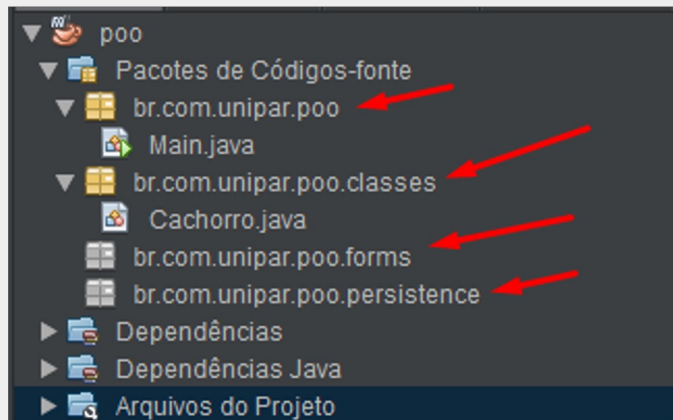 poo
Pacotes de Códigos-fonte
br.com.unipar.poo
Main.java
br.com.unipar.poo.classes
Cachorro.java
br.com.unipar.poo.forms
br.com.unipar.poo.persistence
Dependências
Dependências Java
Arquivos do Projeto